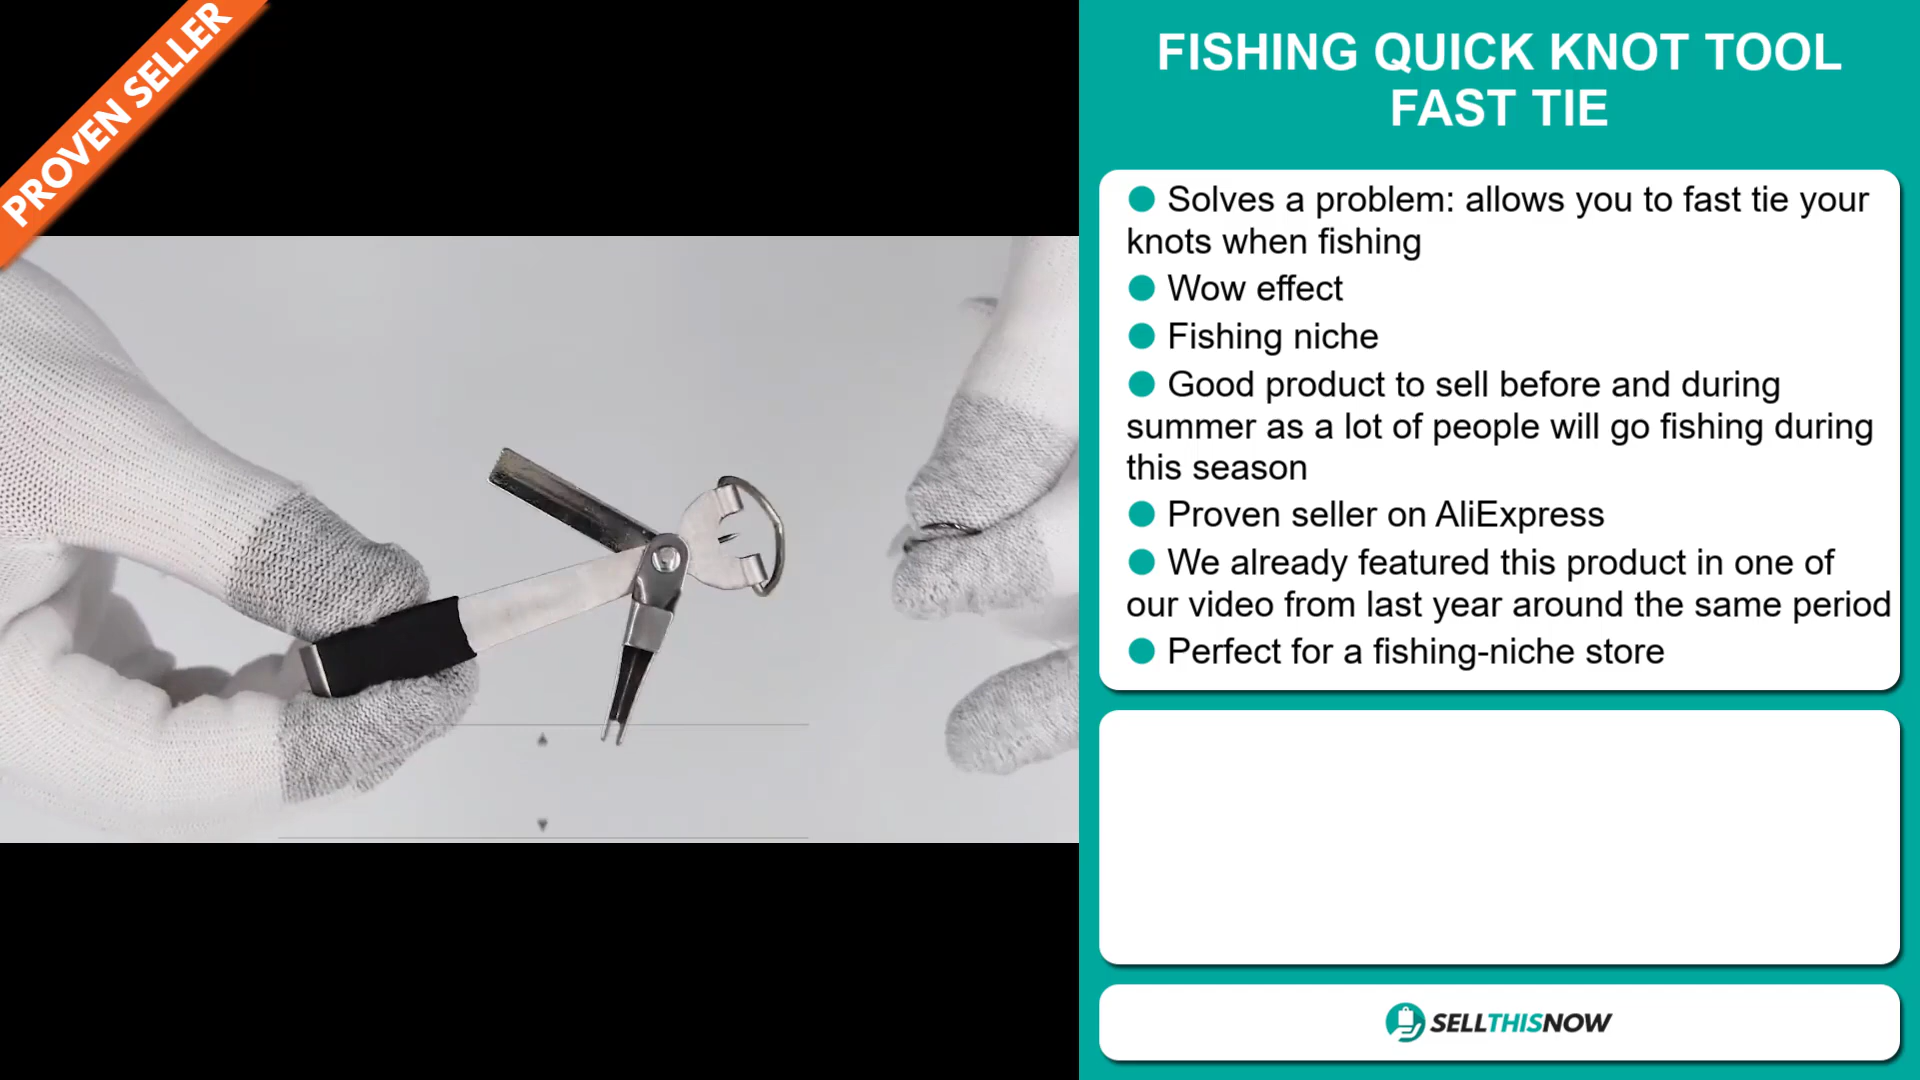 PROVEN SELLER
FISHING QUICK KNOT TOOL
FAST TIE
● Solves a problem: allows you to fast tie your
knots when fishing
● Wow effect
● Fishing niche
● Good product to sell before and during
summer as a lot of people will go fishing during
this season
● Proven seller on AliExpress
● We already featured this product in one of
our video from last year around the same period
● Perfect for a fishing-niche store
SELLTHISNOW